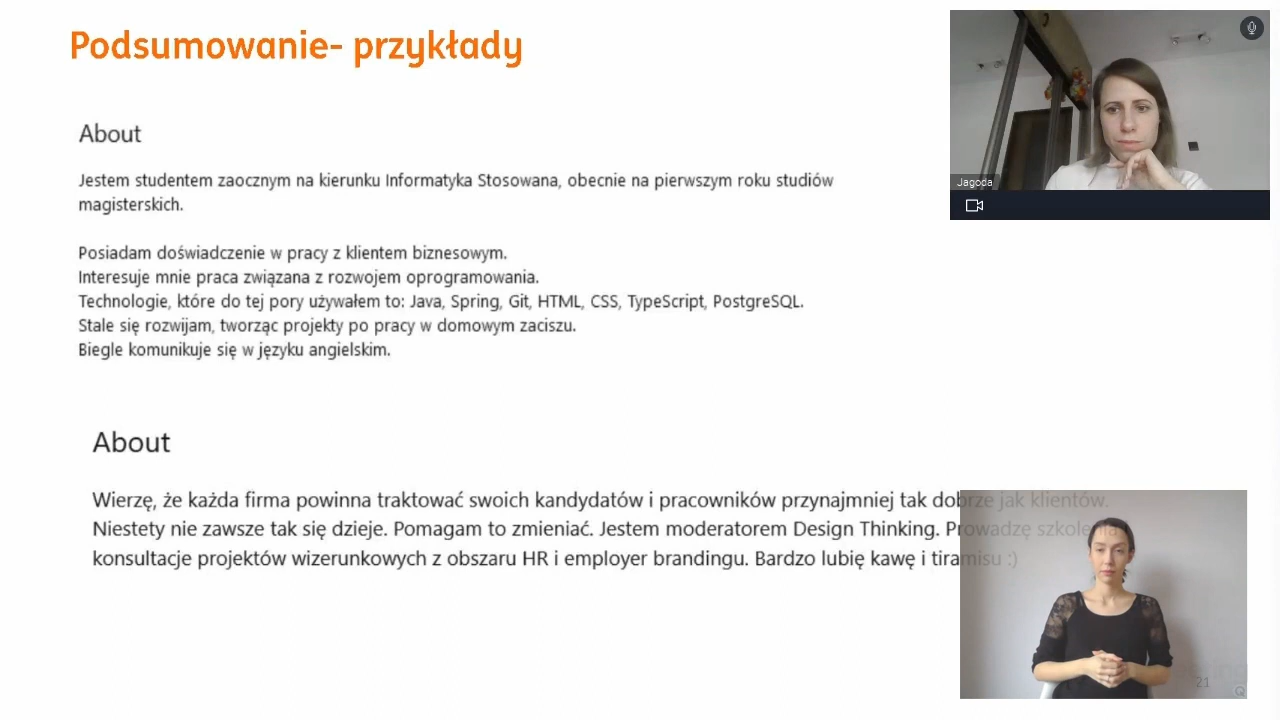 Podsumowanie- przykłady
Jagoda
About
Jestem studentem zaocznym na kierunku Informatyka Stosowana, obecnie na pierwszym roku studiów
magisterskich.
Posiadam doświadczenie w pracy z klientem biznesowym.
Interesuje mnie praca związana z rozwojem oprogramowania.
Technologie, które do tej pory używałem to: Java, Spring, Git, HTML, CSS, TypeScript, PostgreSQL.
Stale się rozwijam, tworząc projekty po pracy w domowym zaciszu.
Biegle komunikuje się w języku angielskim.
About
Wierzę, że każda firma powinna traktować swoich kandydatów i pracowników przynajmniej tak dobrze jak klientów.
Niestety nie zawsze tak się dzieje. Pomagam to zmieniać. Jestem moderatorem Design Thinking. Prowadzę
konsultacje projektów wizerunkowych z obszaru HR i employer brandingu. Bardzo lubię kawę i tiramisu :)
21